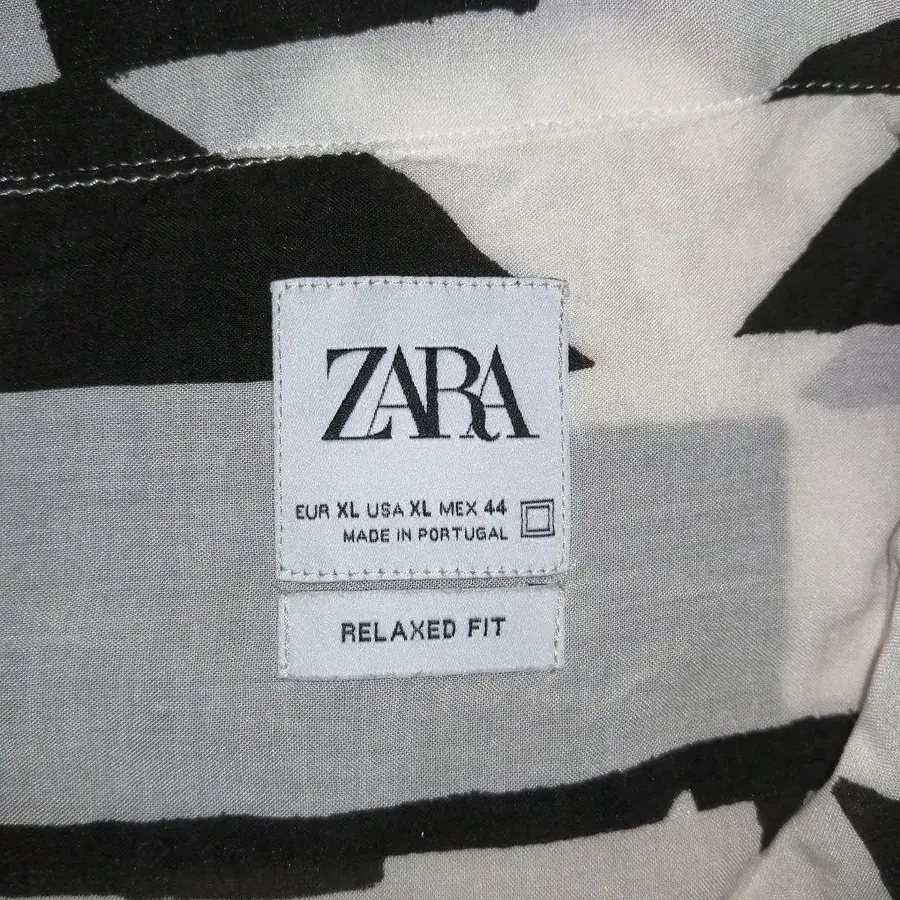 ZARA
EUR XL USA XL MEX 44
MADE IN PORTUGAL
RELAXED FIT